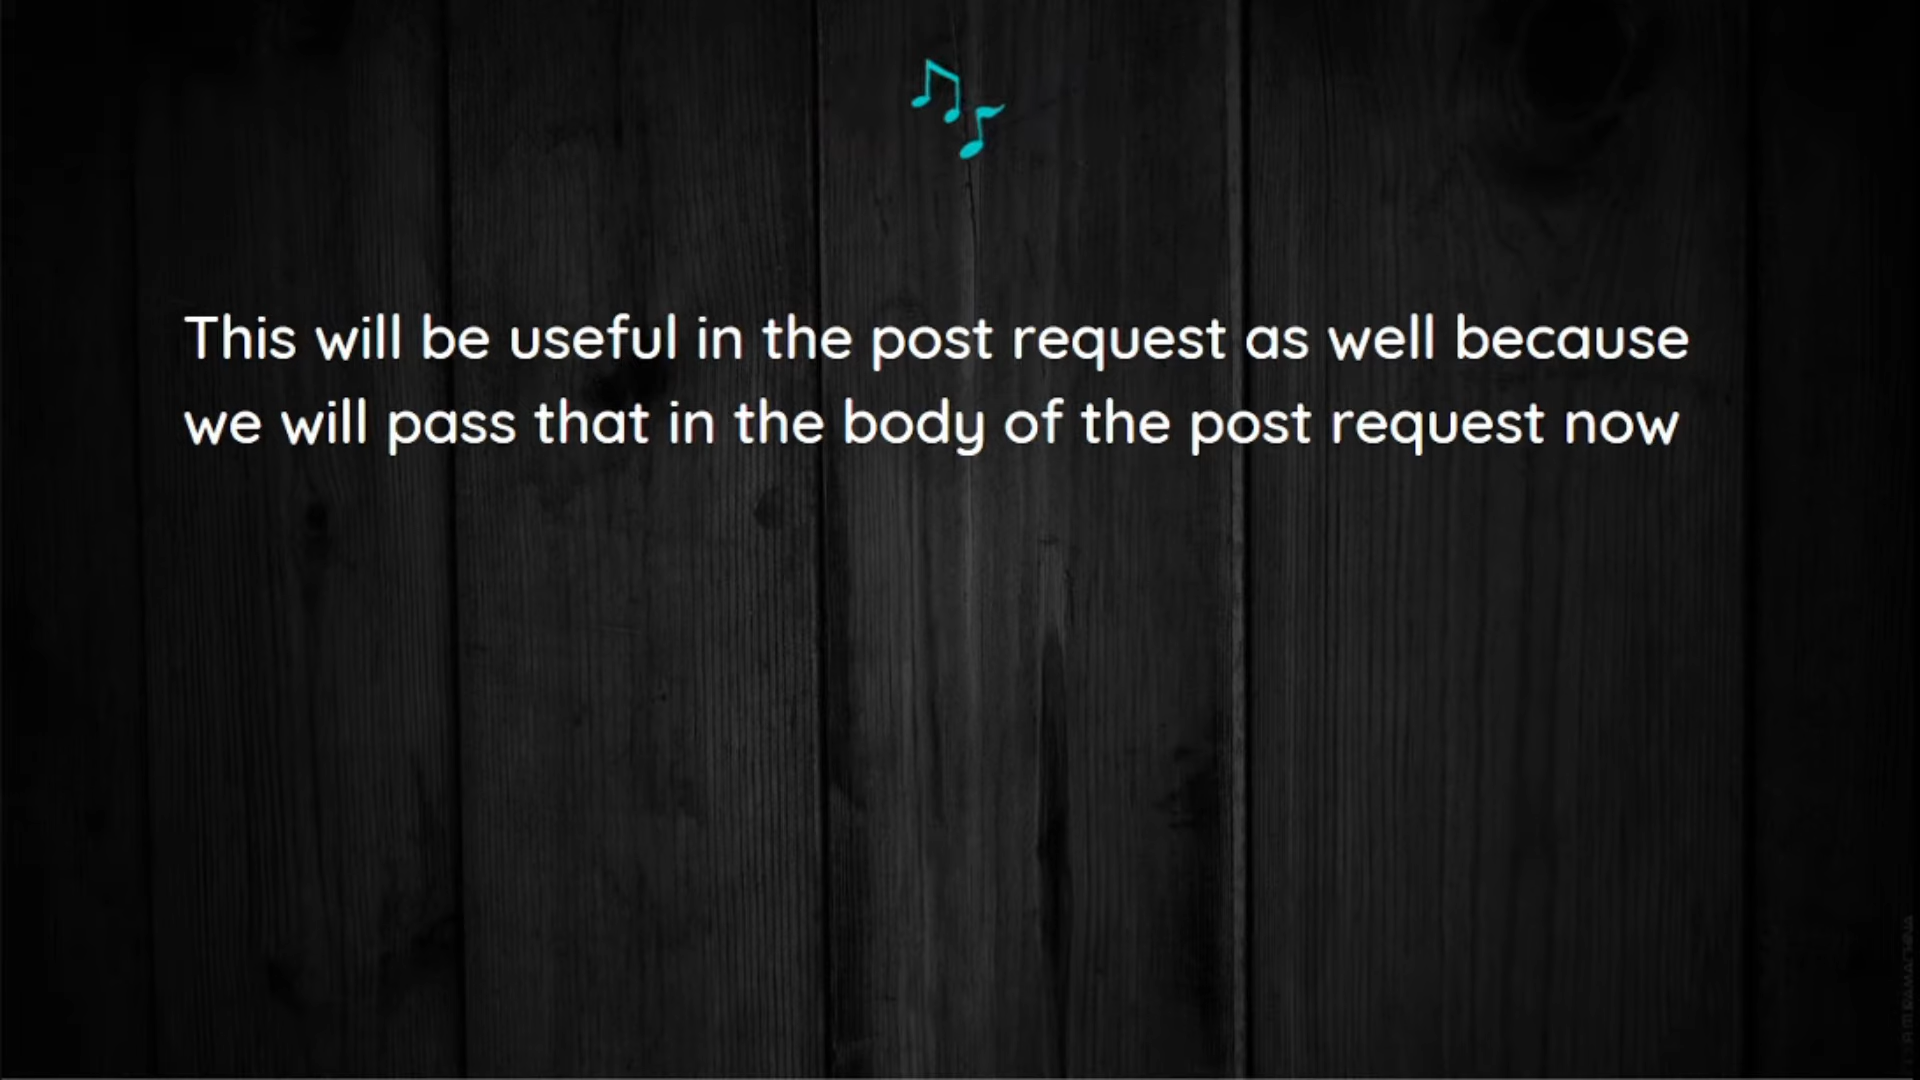 This will be useful in the post request as well because
we will pass that in the body of the post request now